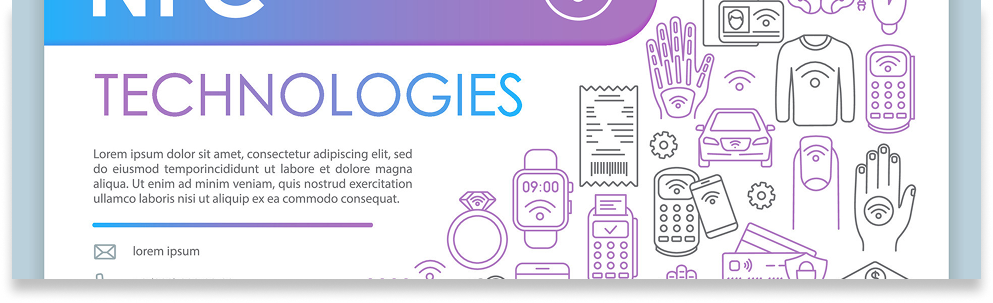 NFC
TECHNOLOGIES
Lorem ipsum dolor sit amet, consectetur adipiscing elit, sed
do eiusmod temporincididunt ut labore et dolore magna
aliqua. Ut enim ad minim veniam, quis nostrud exercitation
ullamco laboris nisi ut aliquip ex ea commodo consequat.
lorem ipsum
09:00
$